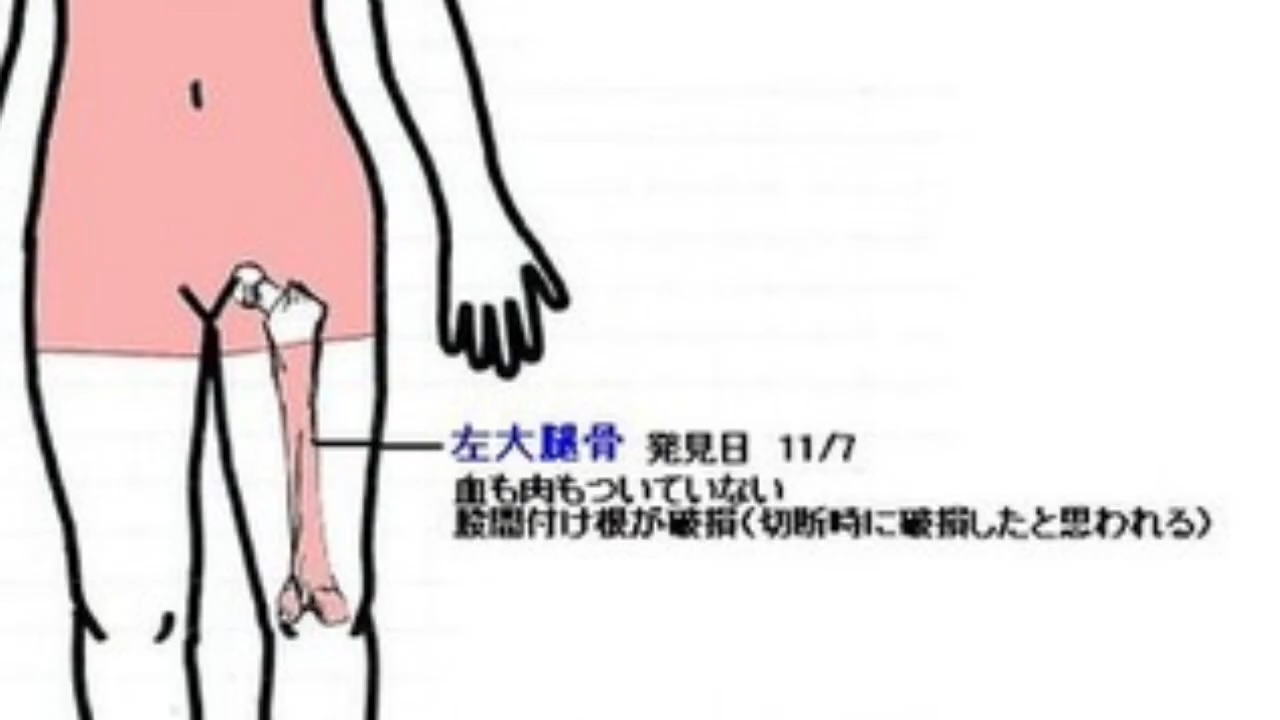 左大腿骨 発見日 11/7
血も肉もついていない
股間付け根が破損(切断時に破損したと思われる)